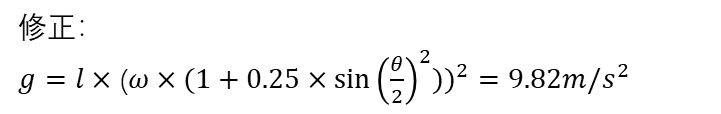 修正:
g = l × (ω × (1 + 0.25 × sin (θ/2)²))² = 9.82m/s²